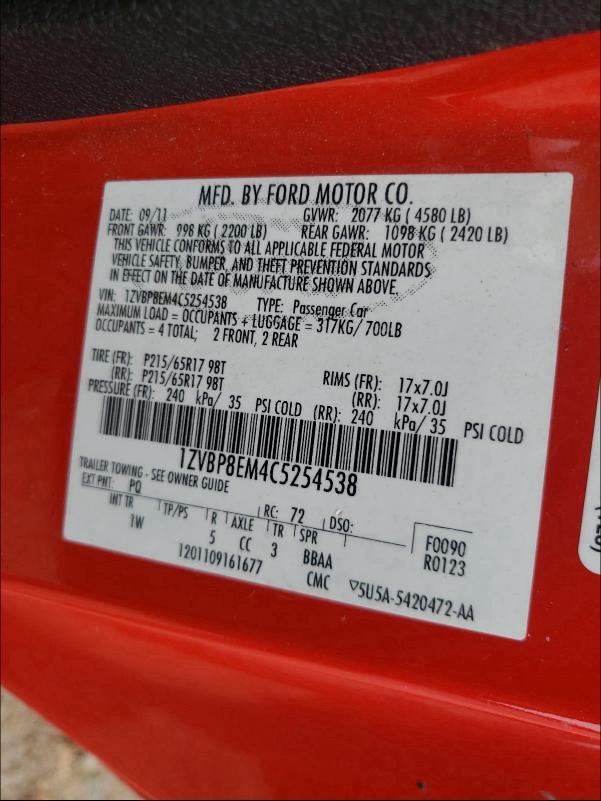 MFD. BY FORD MOTOR CO.
DATE: 09/11 GVWR: 2077 KG ( 4580 LB)
FRONT GAWR: 998 KG ( 2200 LB) REAR GAWR: 1098 KG ( 2420 LB)
THIS VEHICLE CONFORMS TO ALL APPLICABLE FEDERAL MOTOR
VEHICLE SAFETY, BUMPER, AND THEFT PREVENTION STANDARDS
IN EFFECT ON THE DATE OF MANUFACTURE SHOWN ABOVE.
VIN: 1ZVBP8EM4C5254538 TYPE: Passenger Car
MAXIMUM LOAD = OCCUPANTS + LUGGAGE = 317KG/ 700LB
OCCUPANTS = 4 TOTAL; 2 FRONT, 2 REAR
TIRE (FR): P215/65R17 98T RIMS (FR): 17x7.0J
(RR): P215/65R17 98T (RR): 17x7.0J
PRESSURE (FR): 240 kPa/ 35 PSI COLD (RR): 240 kPa/ 35 PSI COLD
1ZVBP8EM4C5254538
TRAILER TOWING - SEE OWNER GUIDE
EXT PNT: PQ RC: 72 DSO: F0090
INT TR TP/PS R AXLE TR SPR R0123
1W 5 CC 3 BBAA
1201109161677 CMC ▽5U5A-5420472-AA